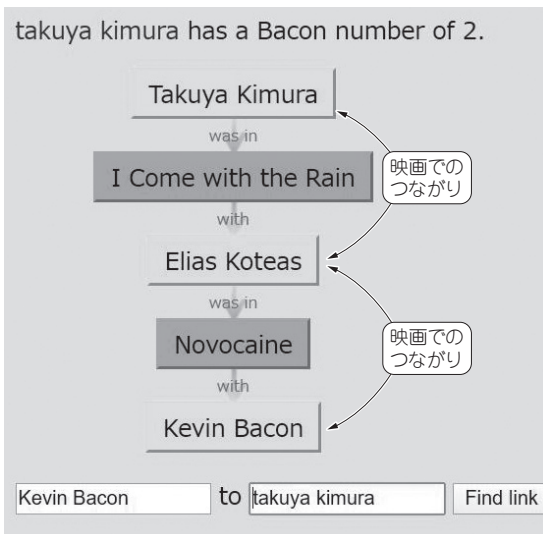 takuya kimura has a Bacon number of 2.
Takuya Kimura
was in
I Come with the Rain
映画での
つながり
with
Elias Koteas
was in
Novocaine
映画での
つながり
with
Kevin Bacon
Kevin Bacon to takuya kimura Find link